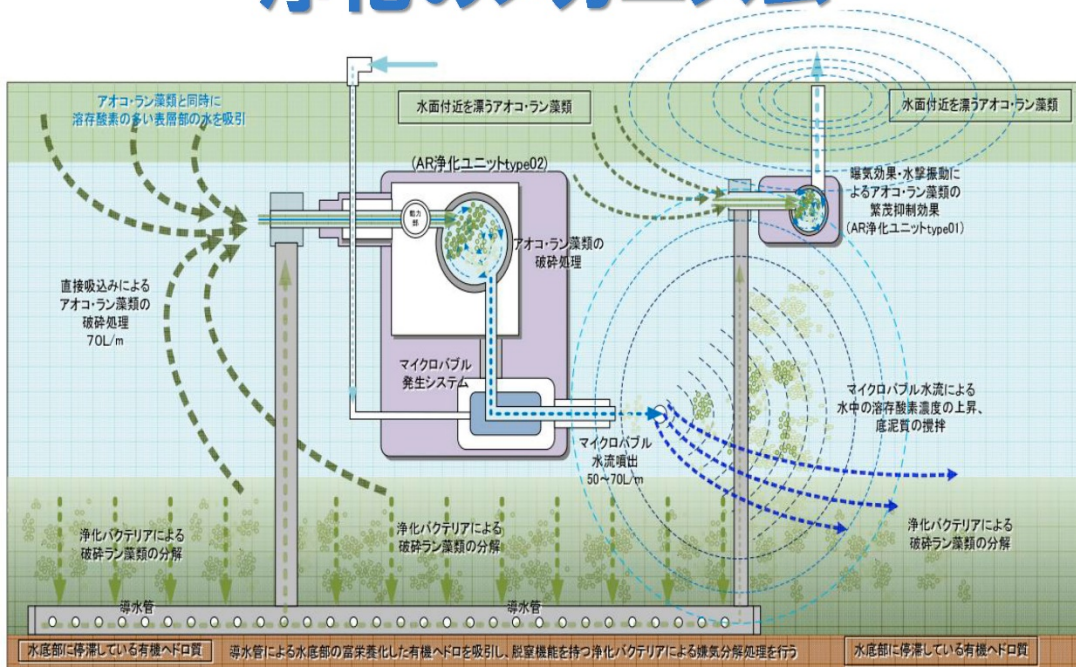 浄化のメカニズム
アオコ・ラン藻類と同時に
溶存酸素の多い表層部の水を吸引
水面付近を漂うアオコ・ラン藻類
水面付近を漂うアオコ・ラン藻類
(AR浄化ユニットtype02)
動力
部
アオコ・ラン藻類の
破砕処理
曝気効果・水撃振動に
よるアオコ・ラン藻類の
繁茂抑制効果
(AR浄化ユニットtype01)
直接吸込みによる
アオコ・ラン藻類の
破砕処理
70L/m
マイクロバブル
発生システム
マイクロバブル
水流噴出
50～70L/m
マイクロバブル水流による
水中の溶存酸素濃度の上昇、
底泥質の攪拌
浄化バクテリアによる
破砕ラン藻類の分解
浄化バクテリアによる
破砕ラン藻類の分解
浄化バクテリアによる
破砕ラン藻類の分解
導水管
導水管
水底部に停滞している有機ヘドロ質
導水管による水底部の富栄養化した有機ヘドロを吸引し、脱窒機能を持つ浄化バクテリアによる嫌気分解処理を行う
水底部に停滞している有機ヘドロ質